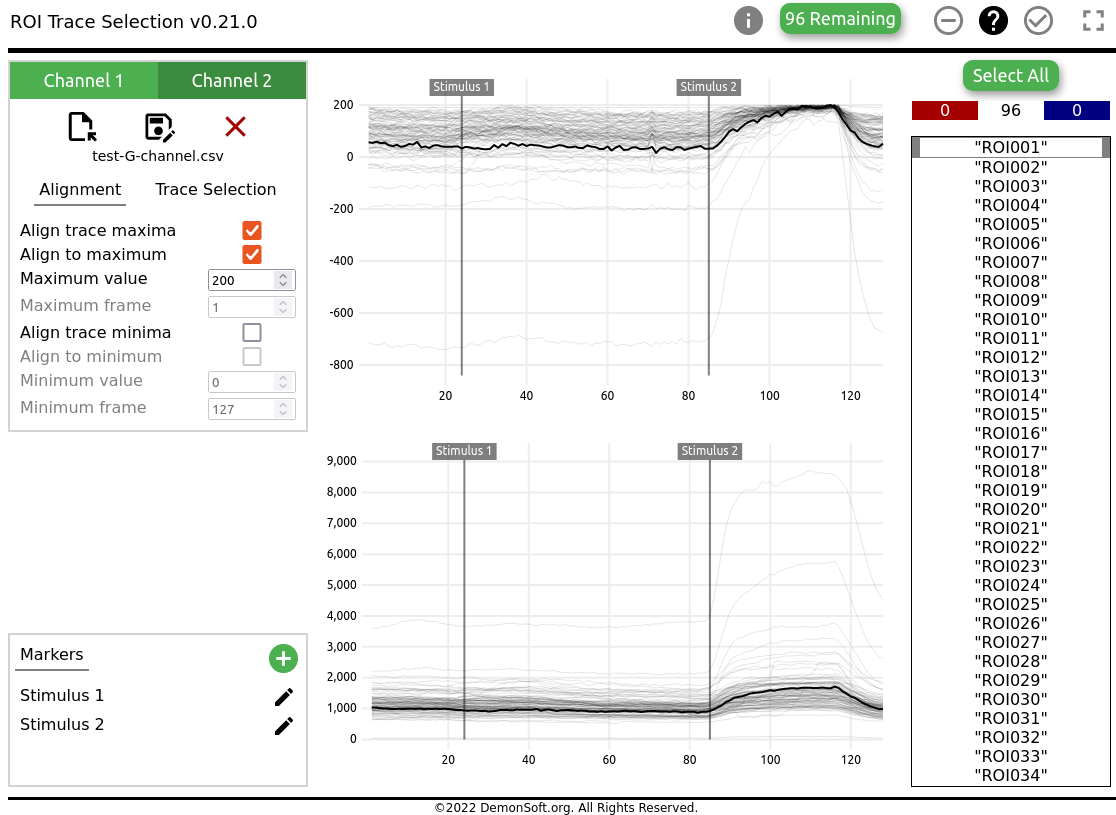 ROI Trace Selection v0.21.0
96 Remaining
Channel 1
Channel 2
test-G-channel.csv
Alignment
Trace Selection
Align trace maxima
Align to maximum
Maximum value
200
Maximum frame
1
Align trace minima
Align to minimum
Minimum value
0
Minimum frame
127
Markers
Stimulus 1
Stimulus 2
Stimulus 1
Stimulus 2
200
0
-200
-400
-600
-800
20
40
60
80
100
120
Stimulus 1
Stimulus 2
9,000
8,000
7,000
6,000
5,000
4,000
3,000
2,000
1,000
0
20
40
60
80
100
120
Select All
0
96
0
"ROI001"
"ROI002"
"ROI003"
"ROI004"
"ROI005"
"ROI006"
"ROI007"
"ROI008"
"ROI009"
"ROI010"
"ROI011"
"ROI012"
"ROI013"
"ROI014"
"ROI015"
"ROI016"
"ROI017"
"ROI018"
"ROI019"
"ROI020"
"ROI021"
"ROI022"
"ROI023"
"ROI024"
"ROI025"
"ROI026"
"ROI027"
"ROI028"
"ROI029"
"ROI030"
"ROI031"
"ROI032"
"ROI033"
"ROI034"
©2022 DemonSoft.org. All Rights Reserved.